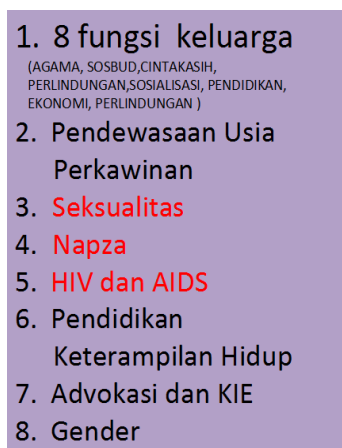 1. 8 fungsi keluarga
(AGAMA, SOSBUD,CINTAKASIH,
PERLINDUNGAN,SOSIALISASI, PENDIDIKAN,
EKONOMI, PERLINDUNGAN )
2. Pendewasaan Usia
Perkawinan
3. Seksualitas
4. Napza
5. HIV dan AIDS
6. Pendidikan
Keterampilan Hidup
7. Advokasi dan KIE
8. Gender